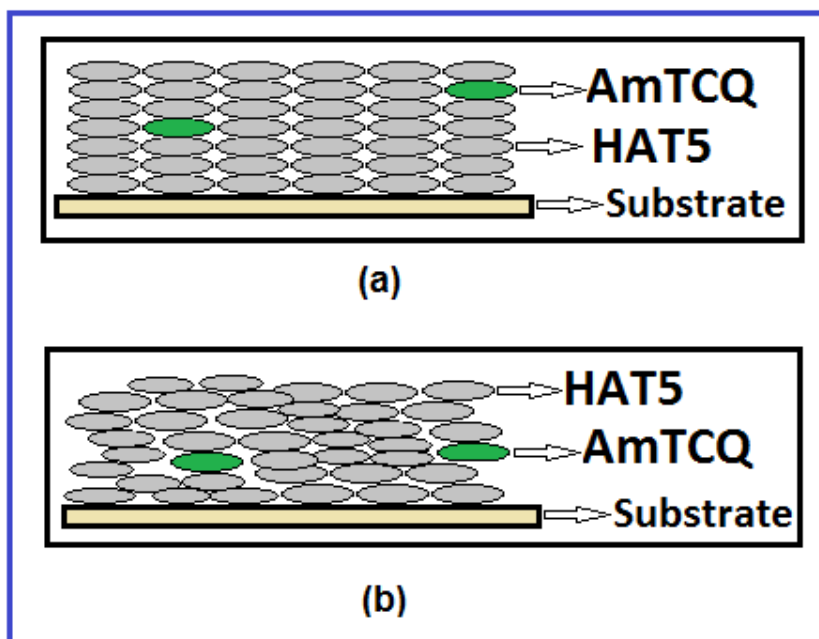 AmTCQ
HAT5
Substrate
(a)
HAT5
AmTCQ
Substrate
(b)